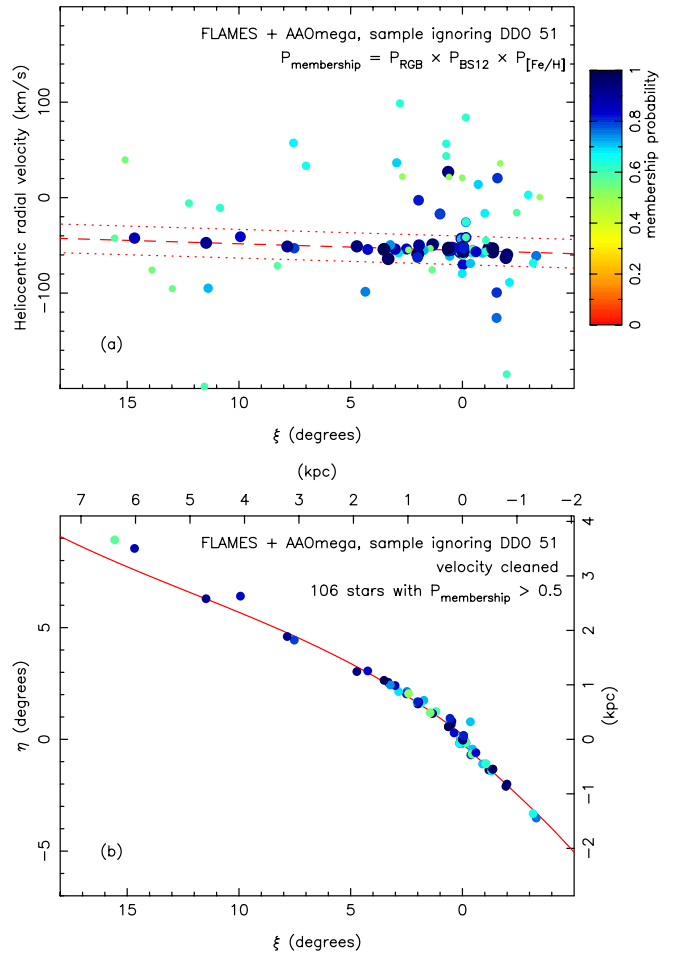 FLAMES + AAOmega, sample ignoring DDO 51
P_membership = P_RGB × P_BS12 × P_[Fe/H]
Heliocentric radial velocity (km/s)
100
0
−100
(a)
15
10
5
0
ξ (degrees)
membership probability
1
0.8
0.6
0.4
0.2
0
(kpc)
7
6
5
4
3
2
1
0
−1
−2
FLAMES + AAOmega, sample ignoring DDO 51
velocity cleaned
106 stars with P_membership > 0.5
η (degrees)
5
0
−5
(kpc)
4
3
2
1
0
−1
−2
(b)
15
10
5
0
ξ (degrees)